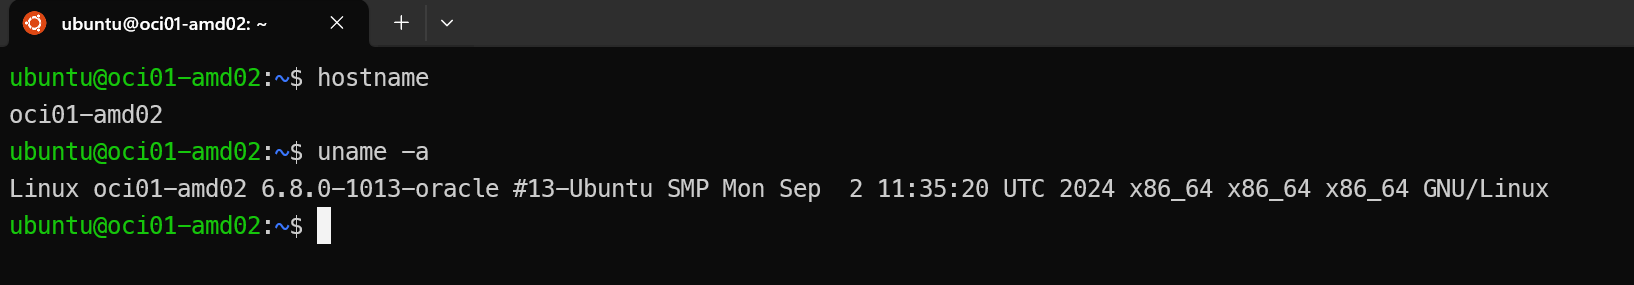 ubuntu@oci01-amd02: ~
ubuntu@oci01-amd02:~$ hostname
oci01-amd02
ubuntu@oci01-amd02:~$ uname -a
Linux oci01-amd02 6.8.0-1013-oracle #13-Ubuntu SMP Mon Sep  2 11:35:20 UTC 2024 x86_64 x86_64 x86_64 GNU/Linux
ubuntu@oci01-amd02:~$